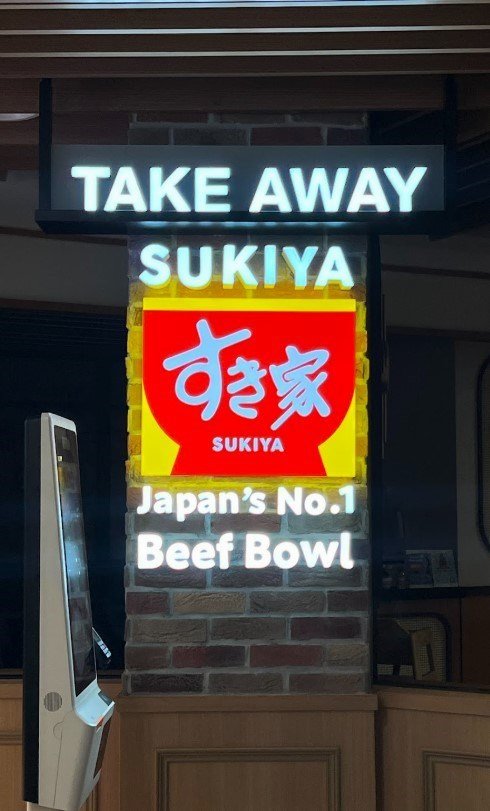 TAKE AWAY
SUKIYA
すき家
SUKIYA
Japan's No.1
Beef Bowl